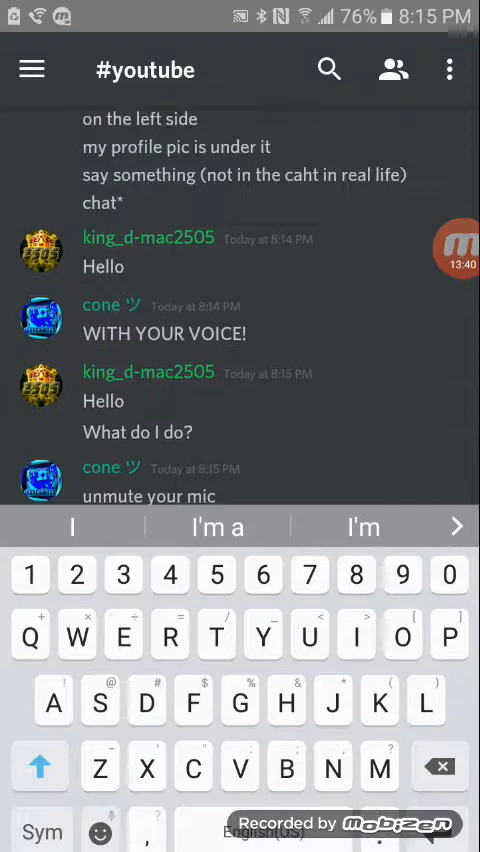 76% 8:15 PM
#youtube
on the left side
my profile pic is under it
say something (not in the caht in real life)
chat*
king_d-mac2505 Today at 8:14 PM
Hello
13:40
cone ツ Today at 8:14 PM
WITH YOUR VOICE!
king_d-mac2505 Today at 8:15 PM
Hello
What do I do?
cone ツ Today at 8:15 PM
unmute your mic
I I'm a I'm
1 2 3 4 5 6 7 8 9 0
+ × ÷ = / _ < > [ ]
Q W E R T Y U I O P
! @ # $ % & * ( )
A S D F G H J K L
- ' " : ; , ?
Z X C V B N M
Sym , ? English(US) .
Recorded by mobizen